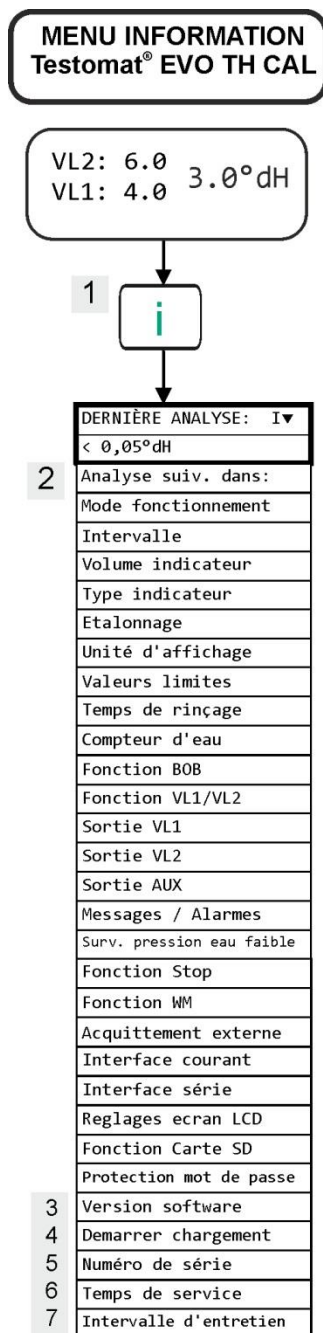 MENU INFORMATION
Testomat® EVO TH CAL
VL2: 6.0
VL1: 4.0
3.0°dH
1
i
DERNIÈRE ANALYSE: I▼
< 0,05°dH
2
Analyse suiv. dans:
Mode fonctionnement
Intervalle
Volume indicateur
Type indicateur
Etalonnage
Unité d'affichage
Valeurs limites
Temps de rinçage
Compteur d'eau
Fonction BOB
Fonction VL1/VL2
Sortie VL1
Sortie VL2
Sortie AUX
Messages / Alarmes
Surv. pression eau faible
Fonction Stop
Fonction WM
Acquittement externe
Interface courant
Interface série
Reglages ecran LCD
Fonction Carte SD
Protection mot de passe
3 Version software
4 Demarrer chargement
5 Numéro de série
6 Temps de service
7 Intervalle d'entretien